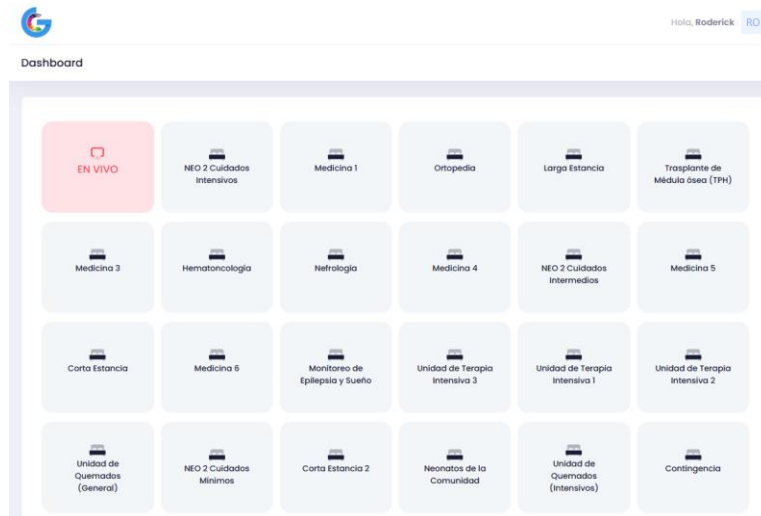 Hola, Roderick RO
Dashboard
EN VIVO
NEO 2 Cuidados
Intensivos
Medicina 1
Ortopedia
Larga Estancia
Trasplante de
Médula ósea (TPH)
Medicina 3
Hematoncología
Nefrología
Medicina 4
NEO 2 Cuidados
Intermedios
Medicina 5
Corta Estancia
Medicina 6
Monitoreo de
Epilepsia y Sueño
Unidad de Terapia
Intensiva 3
Unidad de Terapia
Intensiva 1
Unidad de Terapia
Intensiva 2
Unidad de
Quemados
(General)
NEO 2 Cuidados
Mínimos
Corta Estancia 2
Neonatos de la
Comunidad
Unidad de
Quemados
(Intensivos)
Contingencia